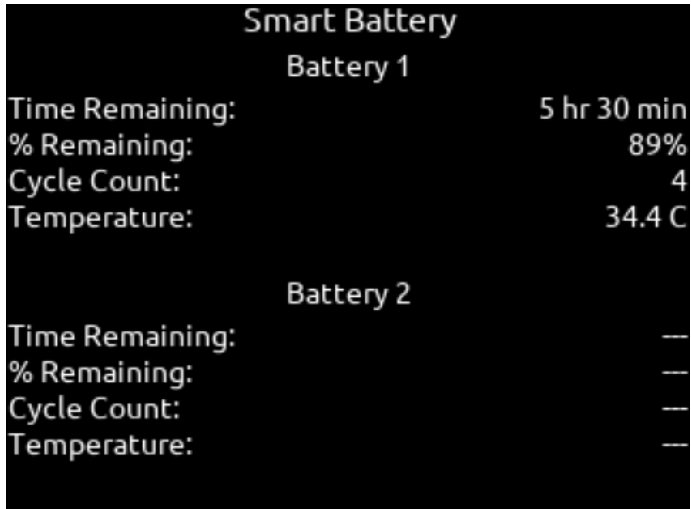 Smart Battery
Battery 1
Time Remaining: 5 hr 30 min
% Remaining: 89%
Cycle Count: 4
Temperature: 34.4 C
Battery 2
Time Remaining: ---
% Remaining: ---
Cycle Count: ---
Temperature: ---